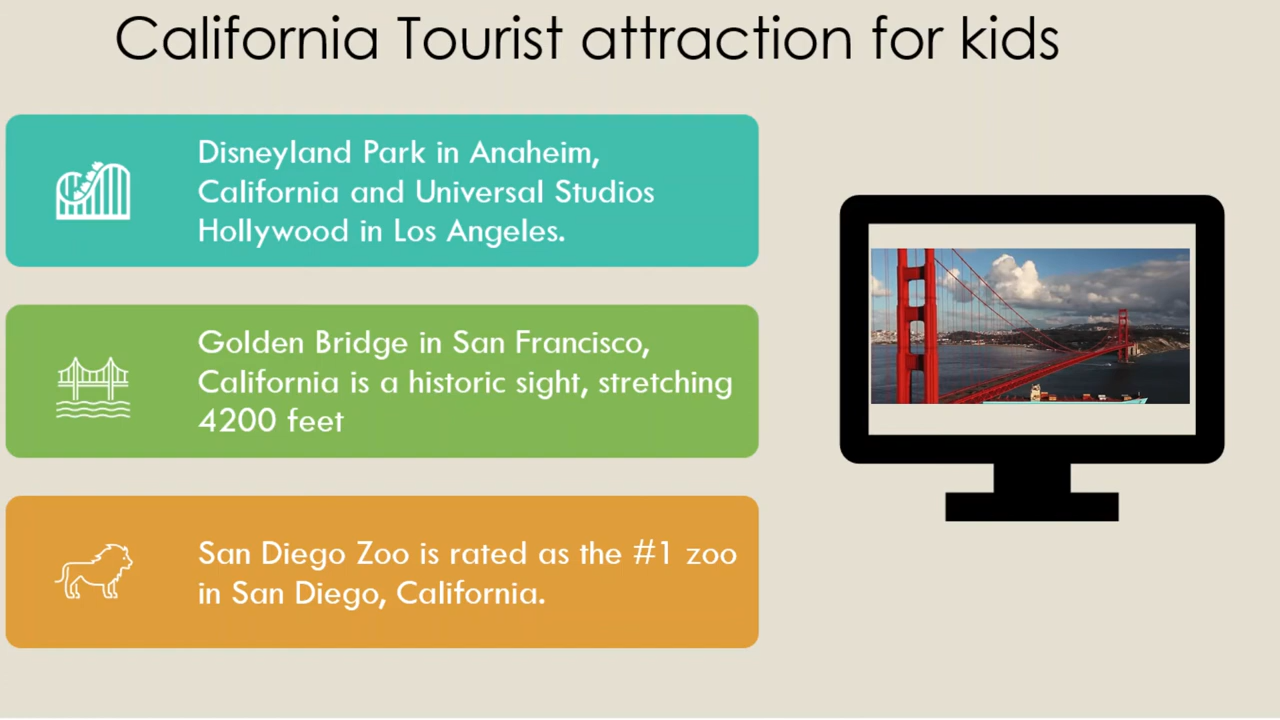 California Tourist attraction for kids
Disneyland Park in Anaheim,
California and Universal Studios
Hollywood in Los Angeles.
Golden Bridge in San Francisco,
California is a historic sight, stretching
4200 feet
San Diego Zoo is rated as the #1 zoo
in San Diego, California.